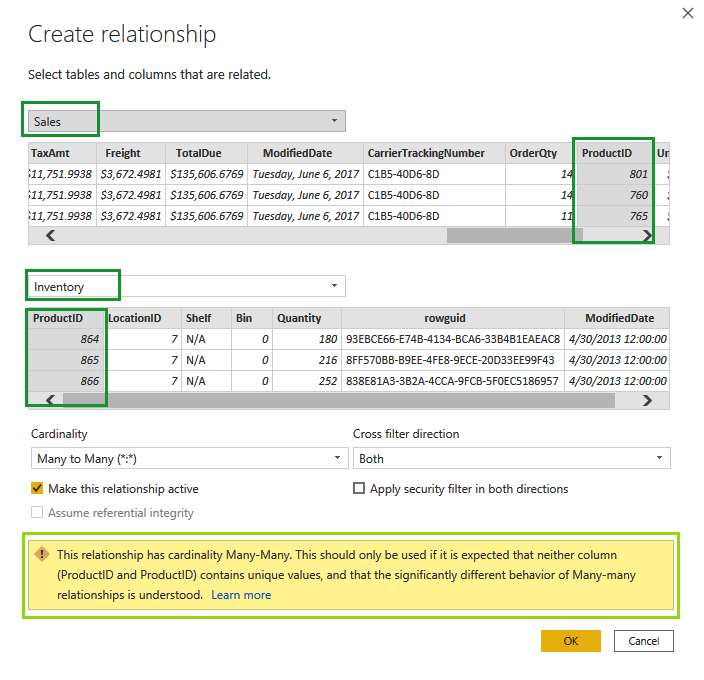 Create relationship
Select tables and columns that are related.
Sales
TaxAmt Freight TotalDue ModifiedDate CarrierTrackingNumber OrderQty ProductID Un
$11,751.9938 $3,672.4981 $135,606.6769 Tuesday, June 6, 2017 C1B5-40D6-8D 14 801
$11,751.9938 $3,672.4981 $135,606.6769 Tuesday, June 6, 2017 C1B5-40D6-8D 14 760
$11,751.9938 $3,672.4981 $135,606.6769 Tuesday, June 6, 2017 C1B5-40D6-8D 11 765
Inventory
ProductID LocationID Shelf Bin Quantity rowguid ModifiedDate
864 7 N/A 0 180 93EBCE66-E74B-4134-BCA6-33B4B1EAEAC8 4/30/2013 12:00:00
865 7 N/A 0 216 8FF570BB-B9EE-4FE8-9ECE-20D33EE99F43 4/30/2013 12:00:00
866 7 N/A 0 252 838E81A3-3B2A-4CCA-9FCB-5F0EC5186957 4/30/2013 12:00:00
Cardinality Cross filter direction
Many to Many (*:*) Both
Make this relationship active Apply security filter in both directions
Assume referential integrity
This relationship has cardinality Many-Many. This should only be used if it is expected that neither column
(ProductID and ProductID) contains unique values, and that the significantly different behavior of Many-many
relationships is understood. Learn more
OK Cancel